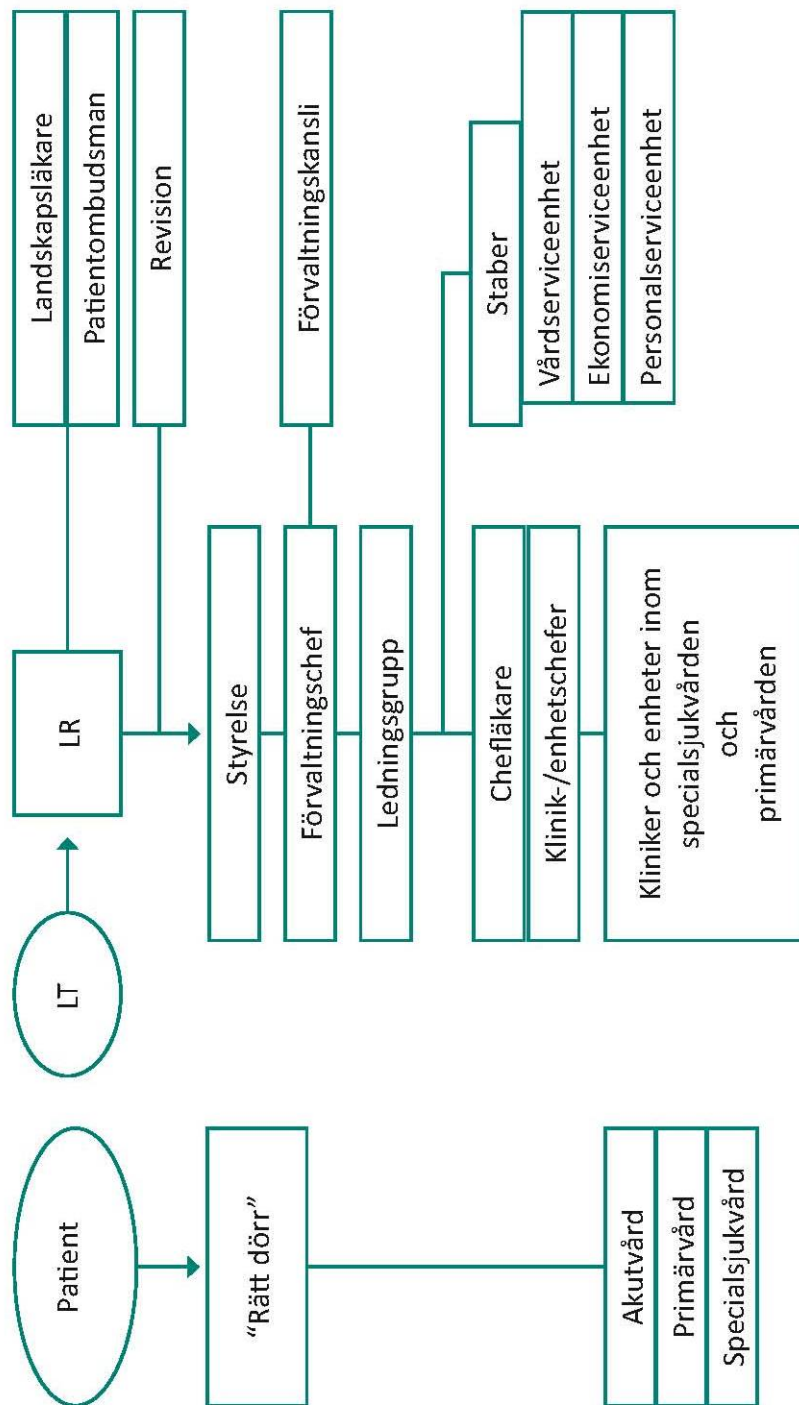 Patient
LT
LR
Landskapsläkare
Patientombudsman
Revision
“Rätt dörr”
Styrelse
Förvaltningschef
Förvaltningskansli
Ledningsgrupp
Staber
Vårdserviceenhet
Ekonomiserviceenhet
Personalserviceenhet
Chefläkare
Klinik-/enhetschefer
Akutvård
Primärvård
Specialsjukvård
Kliniker och enheter inom
specialsjukvården
och
primärvården